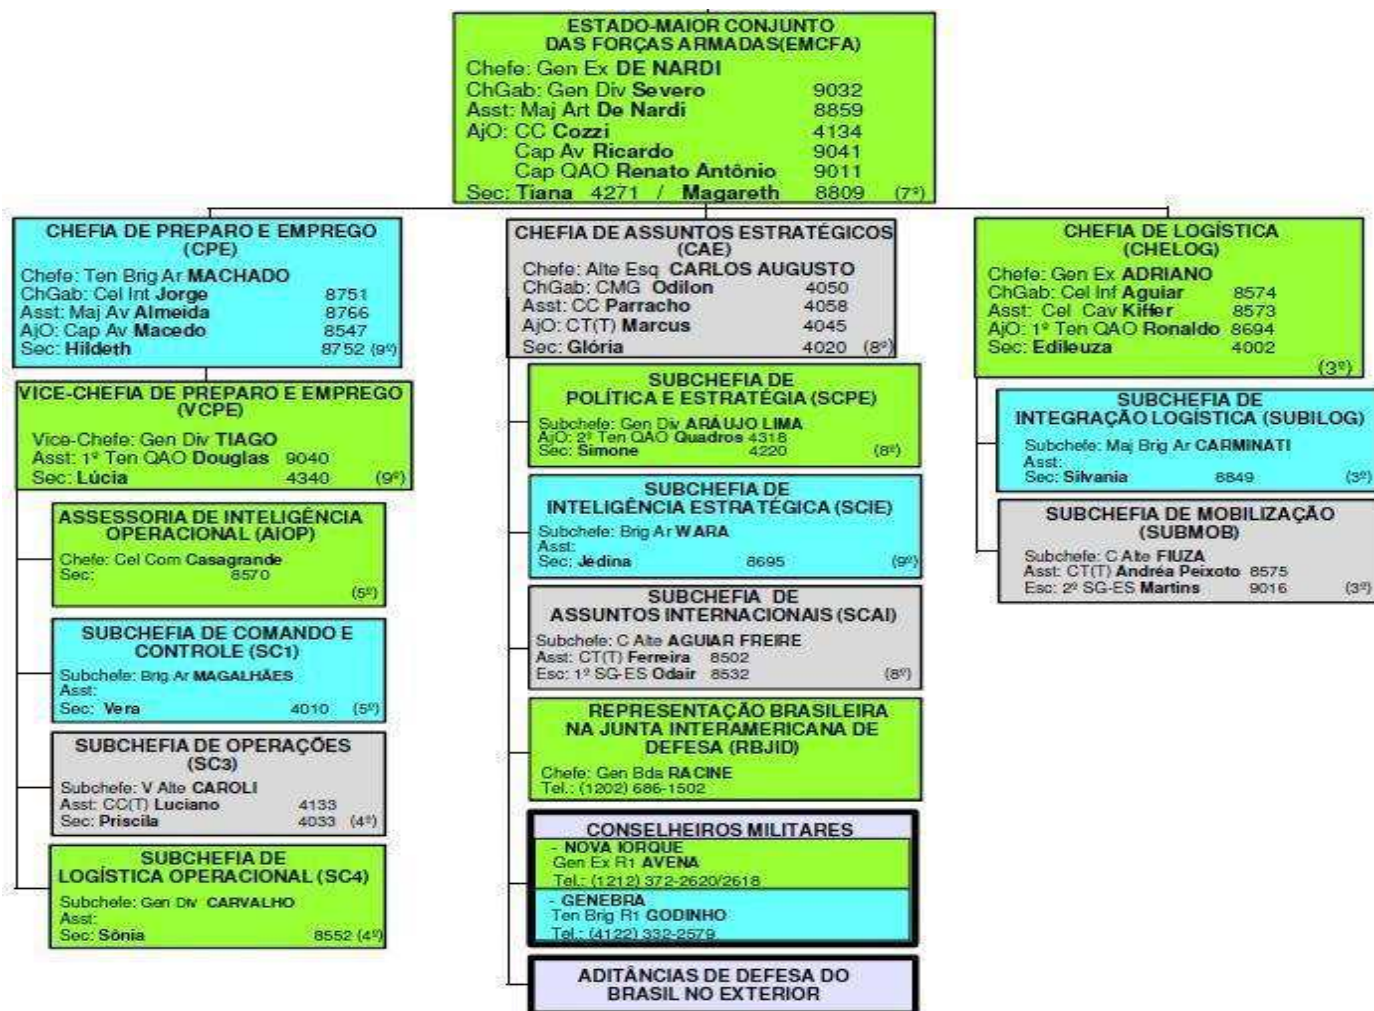 ESTADO-MAIOR CONJUNTO
DAS FORÇAS ARMADAS(EMCFA)
Chefe: Gen Ex DE NARDI
ChGab: Gen Div Severo 9032
Asst: Maj Art De Nardi 8859
AjO: CC Cozzi 4134
Cap Av Ricardo 9041
Cap QAO Renato Antônio 9011
Sec: Tiana 4271 / Magareth 8809 (7º)
CHEFIA DE PREPARO E EMPREGO
(CPE)
Chefe: Ten Brig Ar MACHADO
ChGab: Cel Int Jorge 8751
Asst: Maj Av Almeida 8766
AjO: Cap Av Macedo 8547
Sec: Hildeth 8752 (9º)
VICE-CHEFIA DE PREPARO E EMPREGO
(VCPE)
Vice-Chefe: Gen Div TIAGO
Asst: 1º Ten QAO Douglas 9040
Sec: Lúcia 4340 (9º)
ASSESSORIA DE INTELIGÊNCIA
OPERACIONAL (AIOP)
Chefe: Cel Com Casagrande
Sec: 8570
(5º)
SUBCHEFIA DE COMANDO E
CONTROLE (SC1)
Subchefe: Brig Ar MAGALHÃES
Asst:
Sec: Vera 4010 (5º)
SUBCHEFIA DE OPERAÇÕES
(SC3)
Subchefe: V Alte CAROLI
Asst: CC(T) Luciano 4133
Sec: Priscila 4033 (4º)
SUBCHEFIA DE
LOGÍSTICA OPERACIONAL (SC4)
Subchefe: Gen Div CARVALHO
Asst:
Sec: Sônia 8552 (4º)
CHEFIA DE ASSUNTOS ESTRATÉGICOS
(CAE)
Chefe: Alte Esq CARLOS AUGUSTO
ChGab: CMG Odilon 4050
Asst: CC Parracho 4058
AjO: CT(T) Marcus 4045
Sec: Glória 4020 (8º)
SUBCHEFIA DE
POLÍTICA E ESTRATÉGIA (SCPE)
Subchefe: Gen Div ARAÚJO LIMA
AjO: 2º Ten QAO Quadros 4318
Sec: Simone 4220 (8º)
SUBCHEFIA DE
INTELIGÊNCIA ESTRATÉGICA (SCIE)
Subchefe: Brig Ar WARA
Asst:
Sec: Jédina 8695 (9º)
SUBCHEFIA DE
ASSUNTOS INTERNACIONAIS (SCAI)
Subchefe: C Alte AGUIAR FREIRE
Asst: CT(T) Ferreira 8502
Esc: 1º SG-ES Odair 8532 (8º)
REPRESENTAÇÃO BRASILEIRA
NA JUNTA INTERAMERICANA DE
DEFESA (RBJID)
Chefe: Gen Bda RACINE
Tel.: (1202) 686-1502
CONSELHEIROS MILITARES
- NOVA IORQUE
Gen Ex R1 AVENA
Tel.: (1212) 372-2620/2618
- GENEBRA
Ten Brig R1 GODINHO
Tel.: (4122) 332-2579
ADITÂNCIAS DE DEFESA DO
BRASIL NO EXTERIOR
CHEFIA DE LOGÍSTICA
(CHELOG)
Chefe: Gen Ex ADRIANO
ChGab: Cel Inf Aguiar 8574
Asst: Cel Cav Kiffer 8573
AjO: 1º Ten QAO Ronaldo 8694
Sec: Edileuza 4002
(3º)
SUBCHEFIA DE
INTEGRAÇÃO LOGÍSTICA (SUBILOG)
Subchefe: Maj Brig Ar CARMINATI
Asst:
Sec: Silvania 8849 (3º)
SUBCHEFIA DE MOBILIZAÇÃO
(SUBMOB)
Subchefe: C Alte FIUZA
Asst: CT(T) Andréa Peixoto 8575
Esc: 2º SG-ES Martins 9016 (3º)